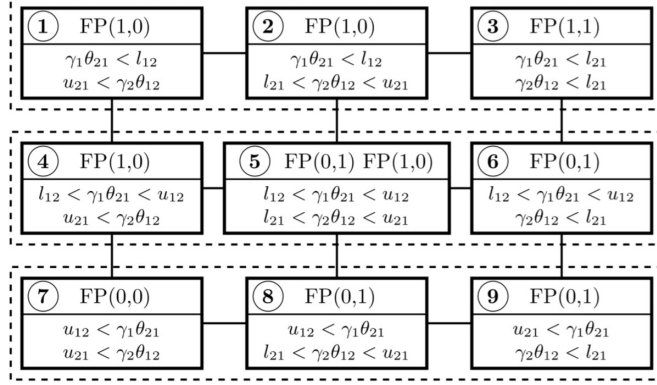 1 FP(1,0)
γ₁θ₂₁ < l₁₂
u₂₁ < γ₂θ₁₂
2 FP(1,0)
γ₁θ₂₁ < l₁₂
l₂₁ < γ₂θ₁₂ < u₂₁
3 FP(1,1)
γ₁θ₂₁ < l₂₁
γ₂θ₁₂ < l₂₁
4 FP(1,0)
l₁₂ < γ₁θ₂₁ < u₁₂
u₂₁ < γ₂θ₁₂
5 FP(0,1) FP(1,0)
l₁₂ < γ₁θ₂₁ < u₁₂
l₂₁ < γ₂θ₁₂ < u₂₁
6 FP(0,1)
l₁₂ < γ₁θ₂₁ < u₁₂
γ₂θ₁₂ < l₂₁
7 FP(0,0)
u₁₂ < γ₁θ₂₁
u₂₁ < γ₂θ₁₂
8 FP(0,1)
u₁₂ < γ₁θ₂₁
l₂₁ < γ₂θ₁₂ < u₂₁
9 FP(0,1)
u₂₁ < γ₁θ₂₁
γ₂θ₁₂ < l₂₁